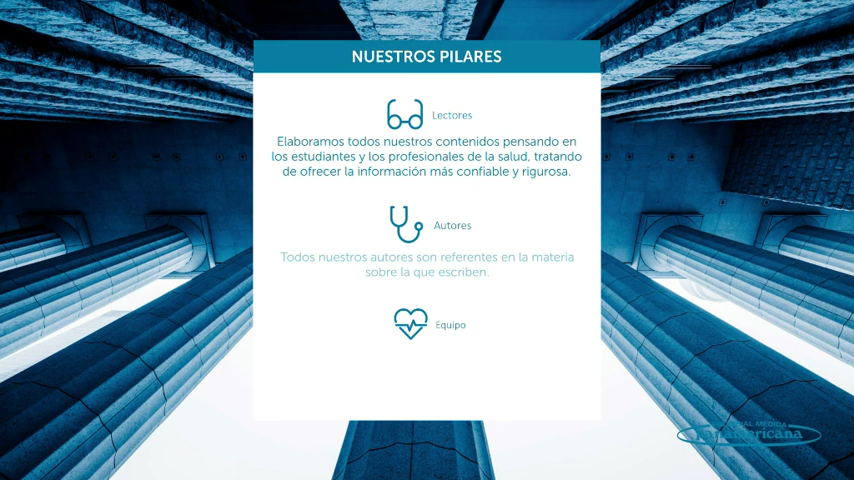 NUESTROS PILARES
Lectores
Elaboramos todos nuestros contenidos pensando en
los estudiantes y los profesionales de la salud, tratando
de ofrecer la información más confiable y rigurosa.
Autores
Todos nuestros autores son referentes en la materia
sobre la que escriben.
Equipo
MEDICA
Panamericana